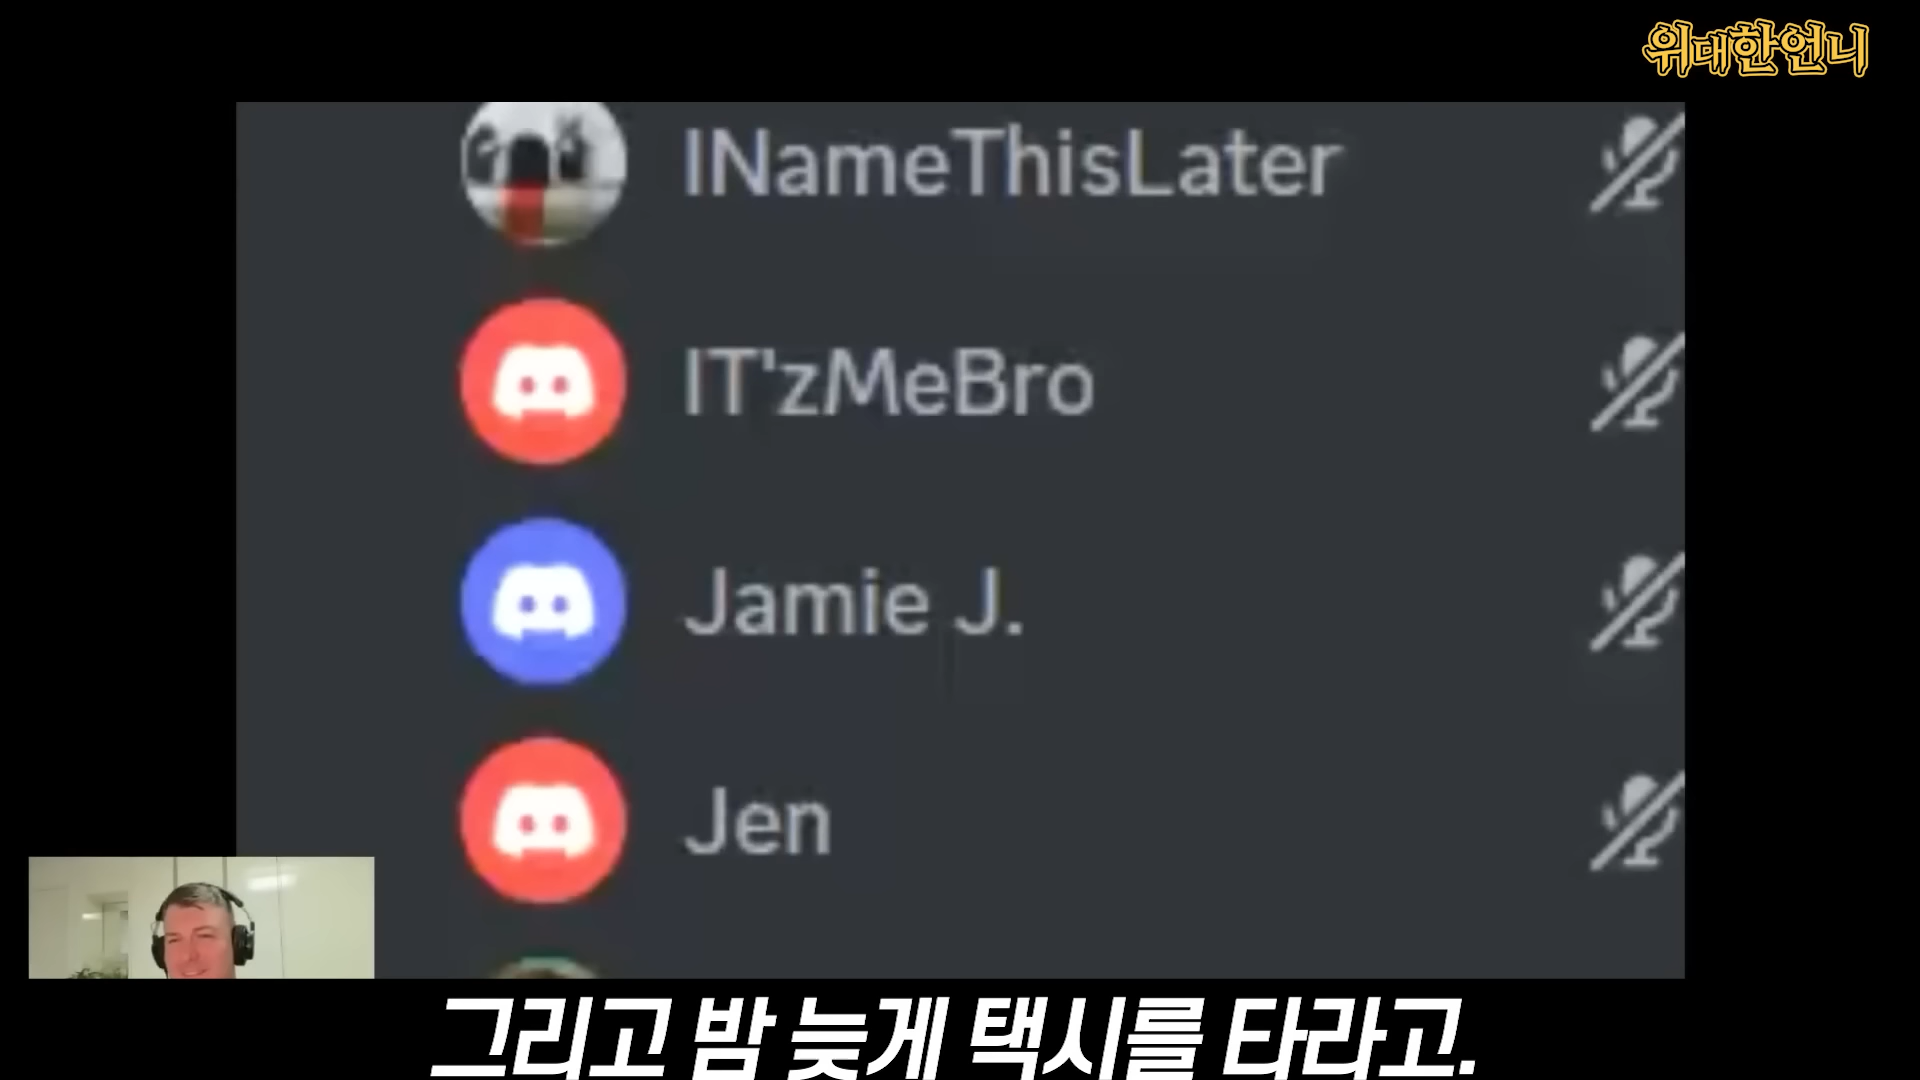 위대한언니
INameThisLater
IT'zMeBro
Jamie J.
Jen
그리고 밤 늦게 택시를 타라고.